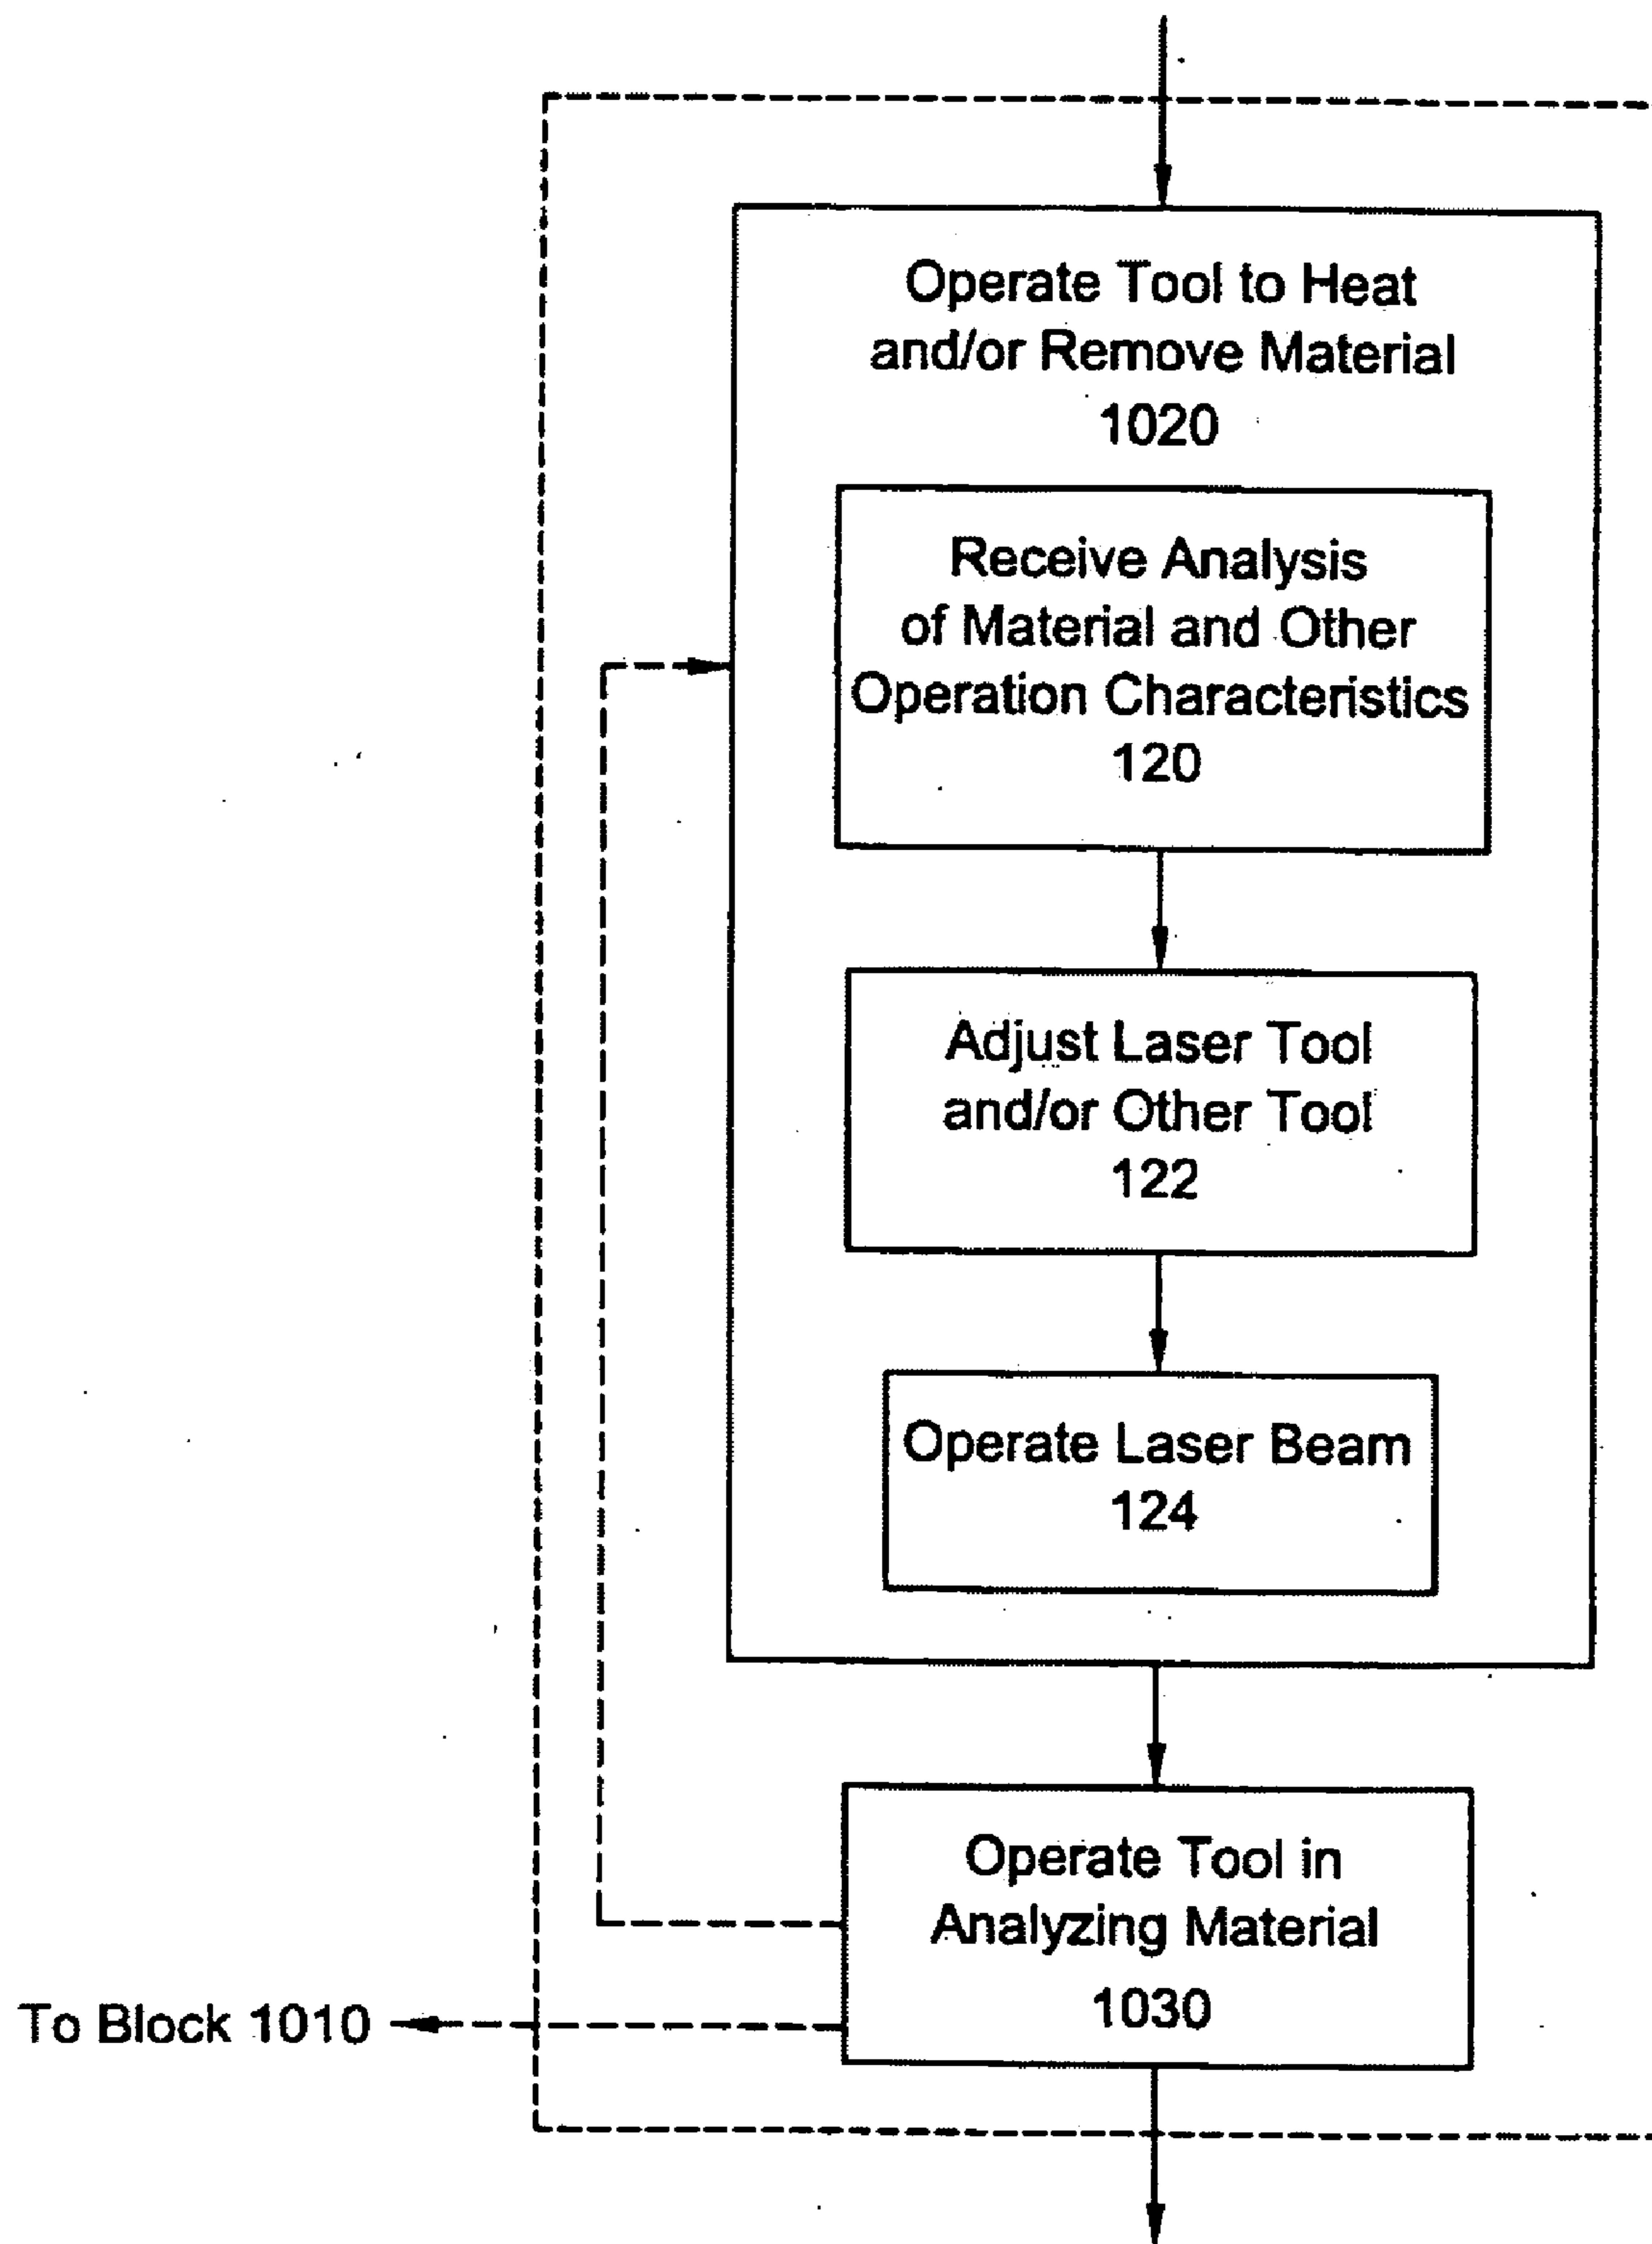 Operate Tool to Heat
and/or Remove Material
1020
Receive Analysis
of Material and Other
Operation Characteristics
120
Adjust Laser Tool
and/or Other Tool
122
Operate Laser Beam
124
Operate Tool in
Analyzing Material
1030
To Block 1010